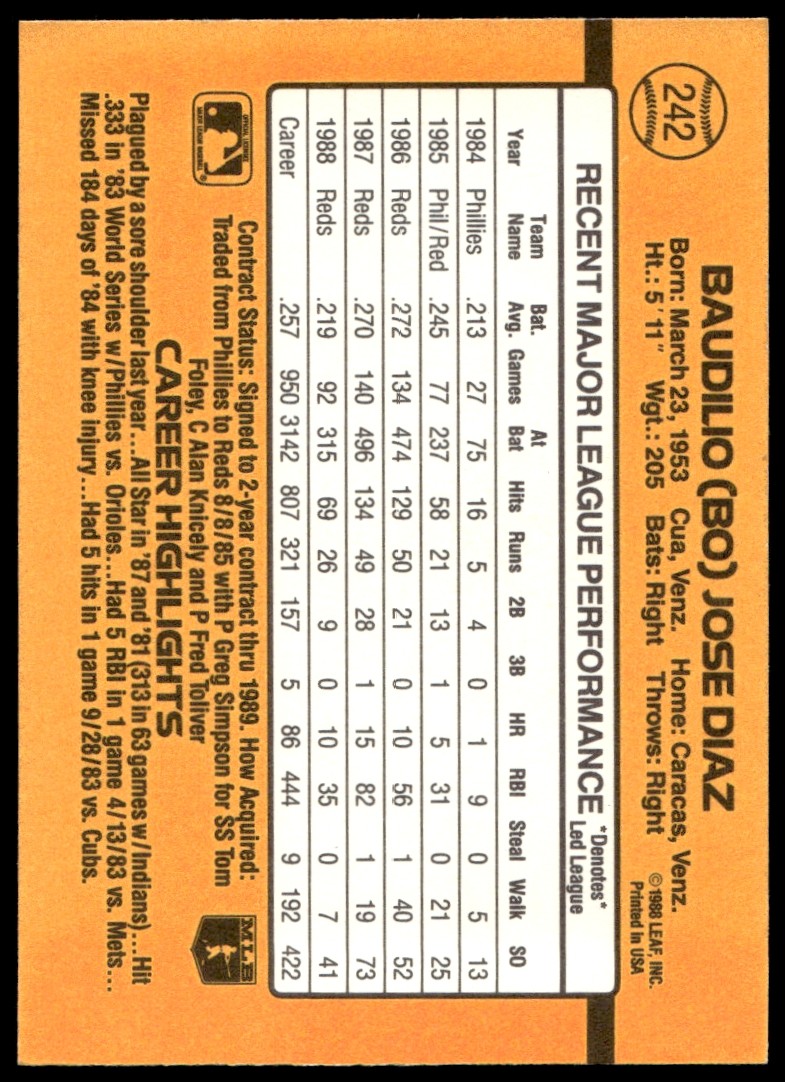 242
BAUDILIO (BO) JOSE DIAZ
Born: March 23, 1953 Cua, Venz. Home: Caracas, Venz.
Ht.: 5'11" Wgt.: 205 Bats: Right Throws: Right
©1988 LEAF, INC.
Printed in USA
RECENT MAJOR LEAGUE PERFORMANCE *Denotes* Led League
Year Team Name Bat. Avg. Games At Bat Hits Runs 2B 3B HR RBI Steal Walk SO
1984 Phillies .213 27 75 16 5 4 0 1 9 0 5 13
1985 Phil/Red .245 77 237 58 21 13 1 5 31 0 21 25
1986 Reds .272 134 474 129 50 21 0 10 56 1 40 52
1987 Reds .270 140 496 134 49 28 1 15 82 1 19 73
1988 Reds .219 92 315 69 26 9 0 10 35 0 7 41
Career .257 950 3142 807 321 157 5 86 444 9 192 422
OFFICIAL LICENSEE
MAJOR LEAGUE BASEBALL
®
Contract Status: Signed to 2-year contract thru 1989. How Acquired:
Traded from Phillies to Reds 8/8/85 with P Greg Simpson for SS Tom
Foley, C Alan Knicely and P Fred Toliver
MLB
CAREER HIGHLIGHTS
Plagued by a sore shoulder last year...All Star in '87 and '81 (313 in 63 games w/Indians)...Hit
.333 in '83 World Series w/Phillies vs. Orioles...Had 5 RBI in 1 game 4/13/83 vs. Mets...
Missed 184 days of '84 with knee injury...Had 5 hits in 1 game 9/28/83 vs. Cubs.